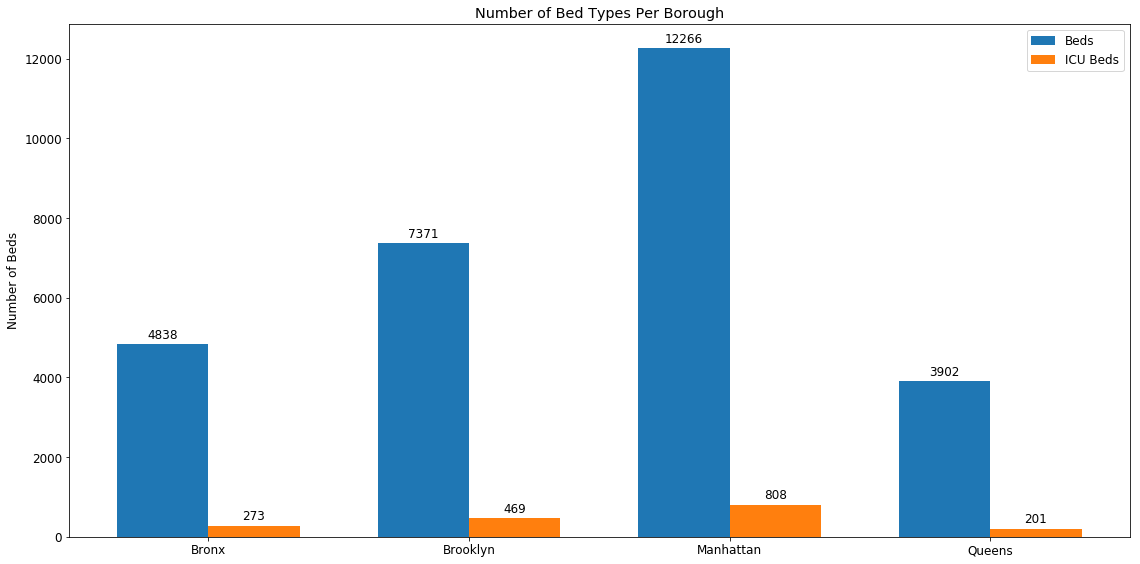 Number of Bed Types Per Borough
Beds
ICU Beds
Number of Beds
12000
10000
8000
6000
4000
2000
0
4838
273
7371
469
12266
808
3902
201
Bronx
Brooklyn
Manhattan
Queens